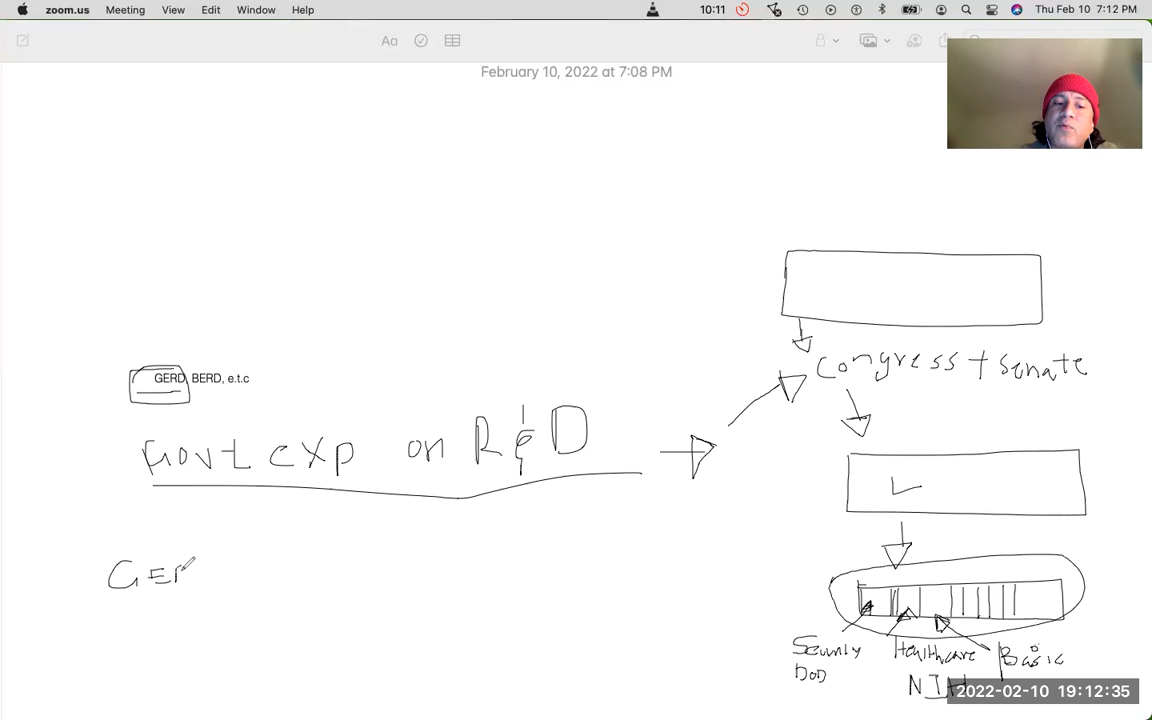 zoom.us Meeting View Edit Window Help 10:11 Thu Feb 10 7:12 PM
Aa
February 10, 2022 at 7:08 PM
Congress + Senate
GERD, BERD, e.t.c
Govt exp on R & D
GER
Security Healthcare Basic
DOD NIH
2022-02-10 19:12:35